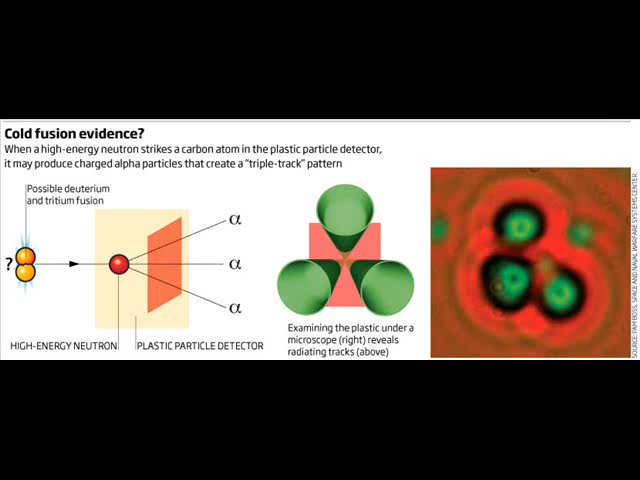 Cold fusion evidence?
When a high-energy neutron strikes a carbon atom in the plastic particle detector,
it may produce charged alpha particles that create a “triple-track” pattern
Possible deuterium
and tritium fusion
?
α
α
α
HIGH-ENERGY NEUTRON
PLASTIC PARTICLE DETECTOR
Examining the plastic under a
microscope (right) reveals
radiating tracks (above)
SOURCE: PAM BOSS, SPACE AND NAVAL WARFARE SYSTEMS CENTER